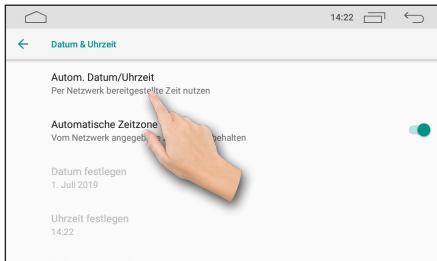 14:22
Datum & Uhrzeit
Autom. Datum/Uhrzeit
Per Netzwerk bereitgestellte Zeit nutzen
Automatische Zeitzone
Vom Netzwerk angegebene behalten
Datum festlegen
1. Juli 2019
Uhrzeit festlegen
14:22